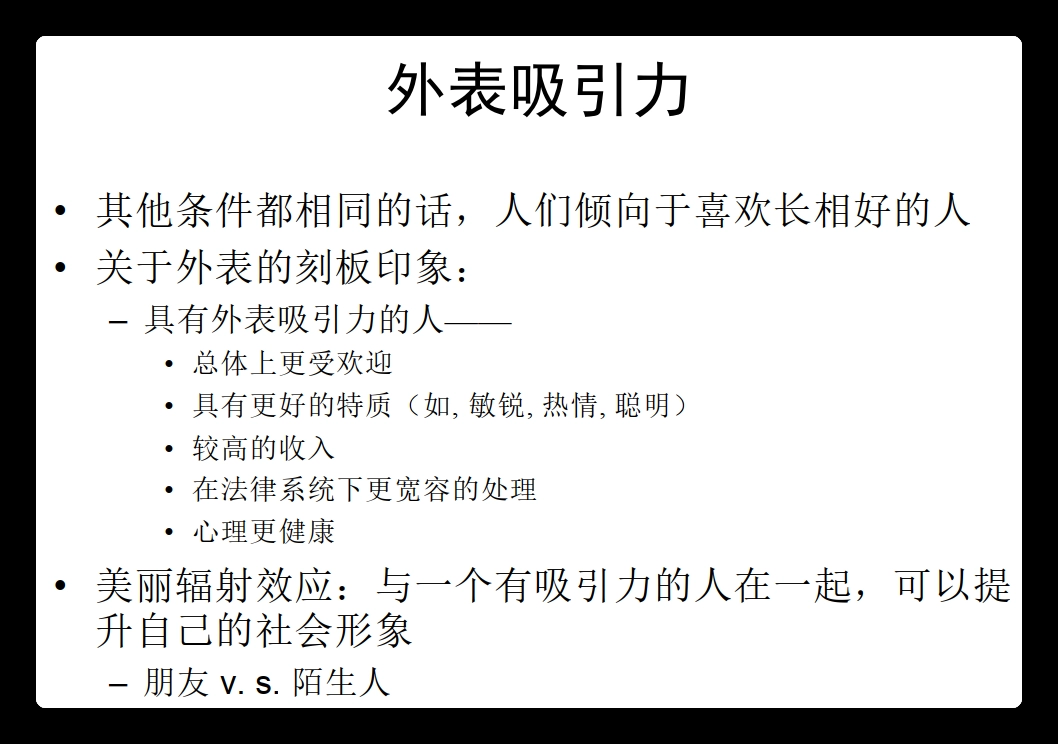 外表吸引力
• 其他条件都相同的话，人们倾向于喜欢长相好的人
• 关于外表的刻板印象：
– 具有外表吸引力的人——
• 总体上更受欢迎
• 具有更好的特质（如, 敏锐, 热情, 聪明）
• 较高的收入
• 在法律系统下更宽容的处理
• 心理更健康
• 美丽辐射效应：与一个有吸引力的人在一起，可以提
升自己的社会形象
– 朋友 v. s. 陌生人